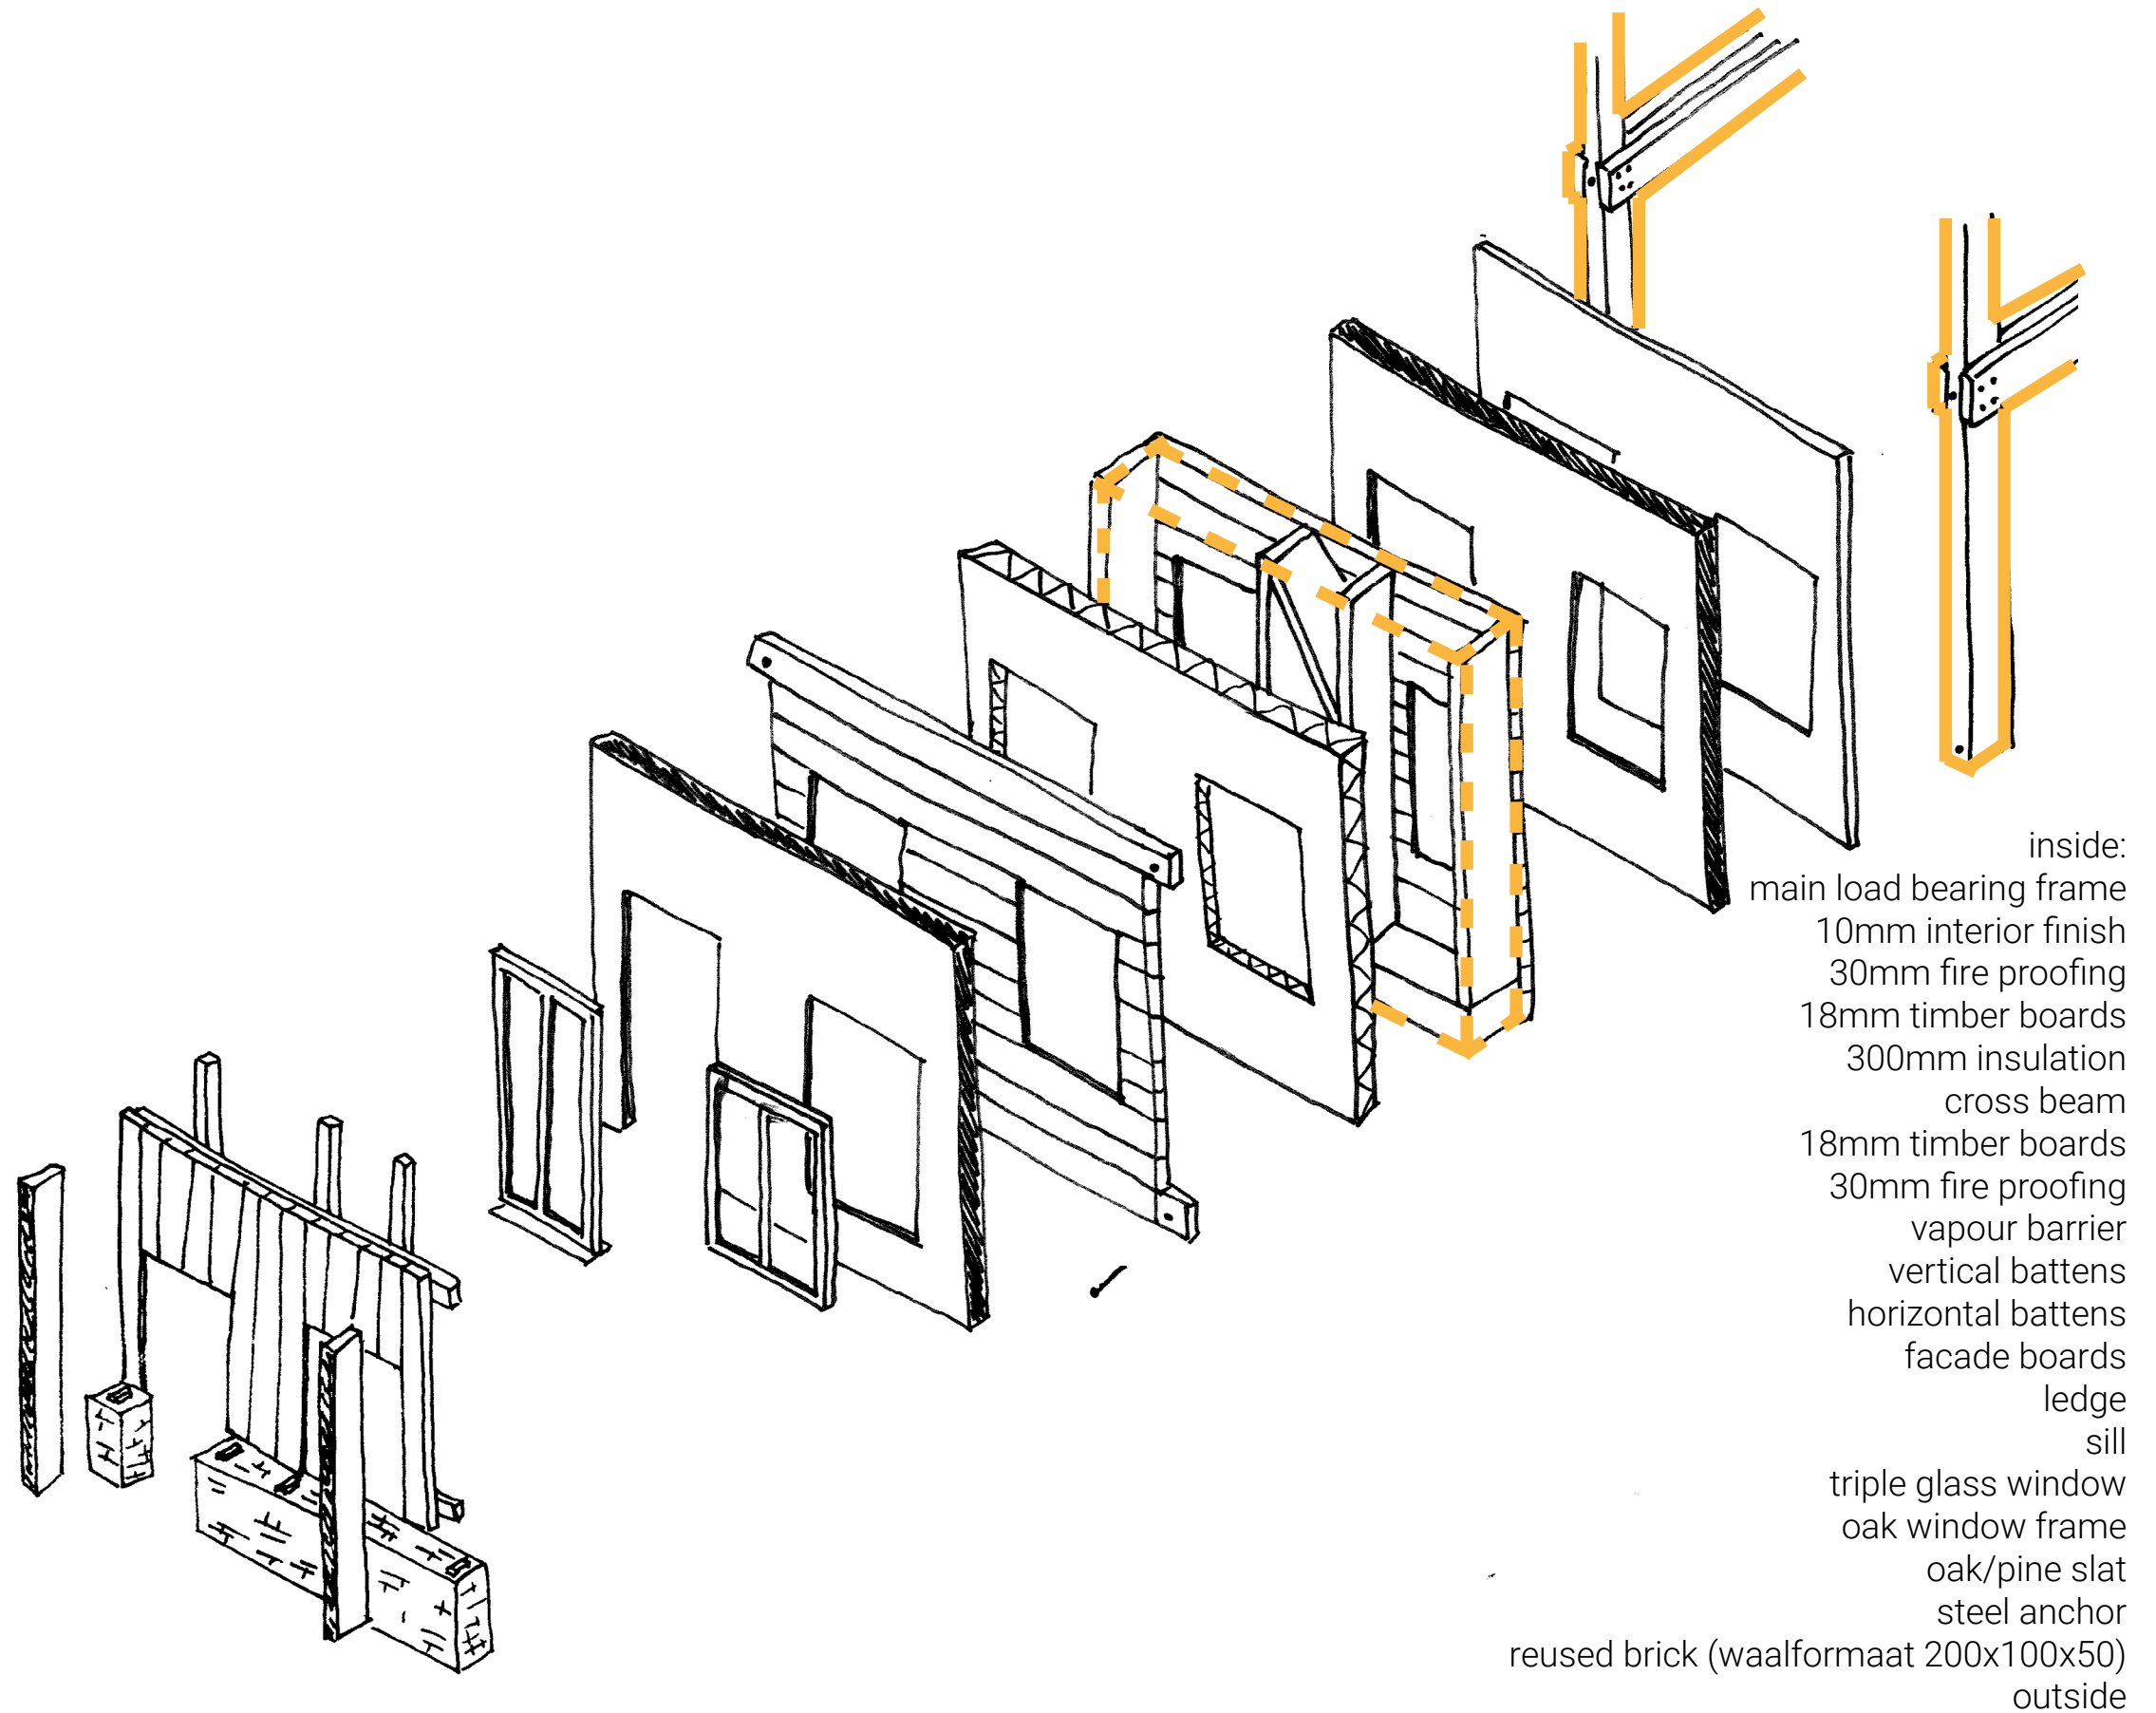 inside:
main load bearing frame
10mm interior finish
30mm fire proofing
18mm timber boards
300mm insulation
cross beam
18mm timber boards
30mm fire proofing
vapour barrier
vertical battens
horizontal battens
facade boards
ledge
sill
triple glass window
oak window frame
oak/pine slat
steel anchor
reused brick (waalformaat 200x100x50)
outside